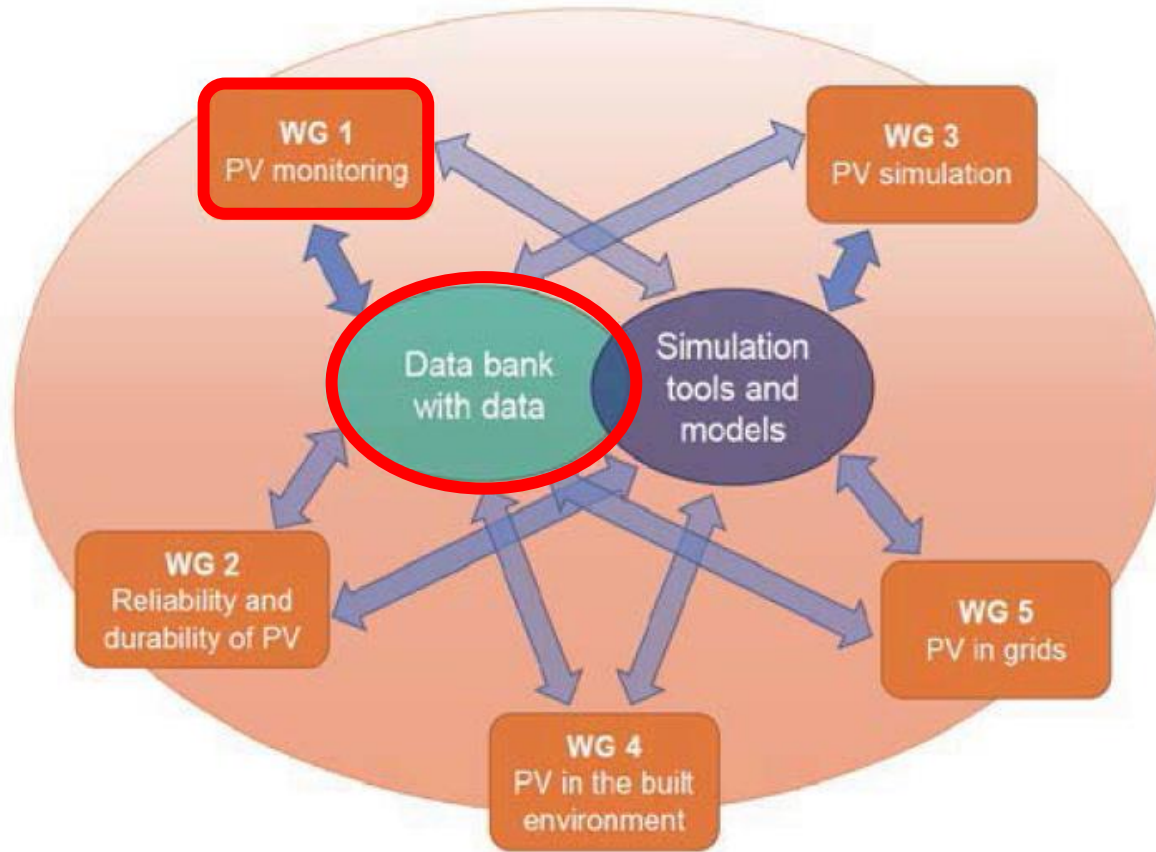 WG 1
PV monitoring
WG 3
PV simulation
Data bank
with data
Simulation
tools and
models
WG 2
Reliability and
durability of PV
WG 5
PV in grids
WG 4
PV in the built
environment